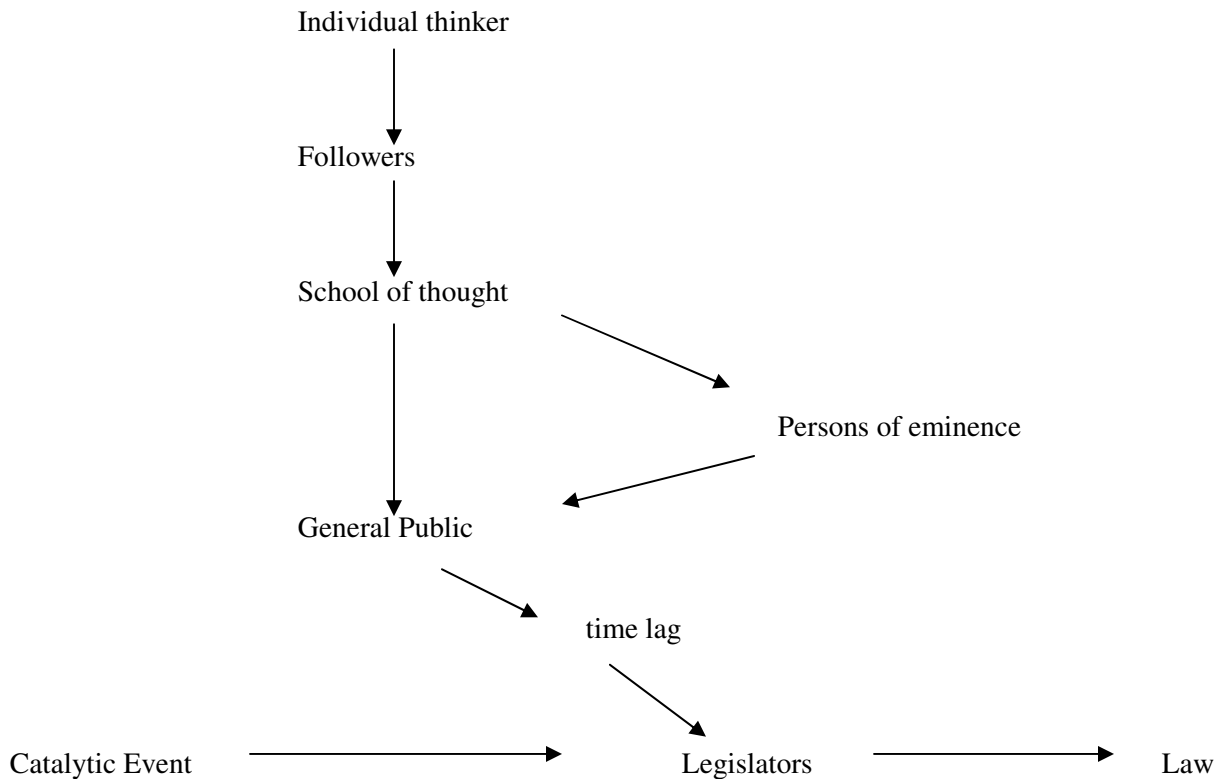 Individual thinker
Followers
School of thought
Persons of eminence
General Public
time lag
Catalytic Event Legislators Law